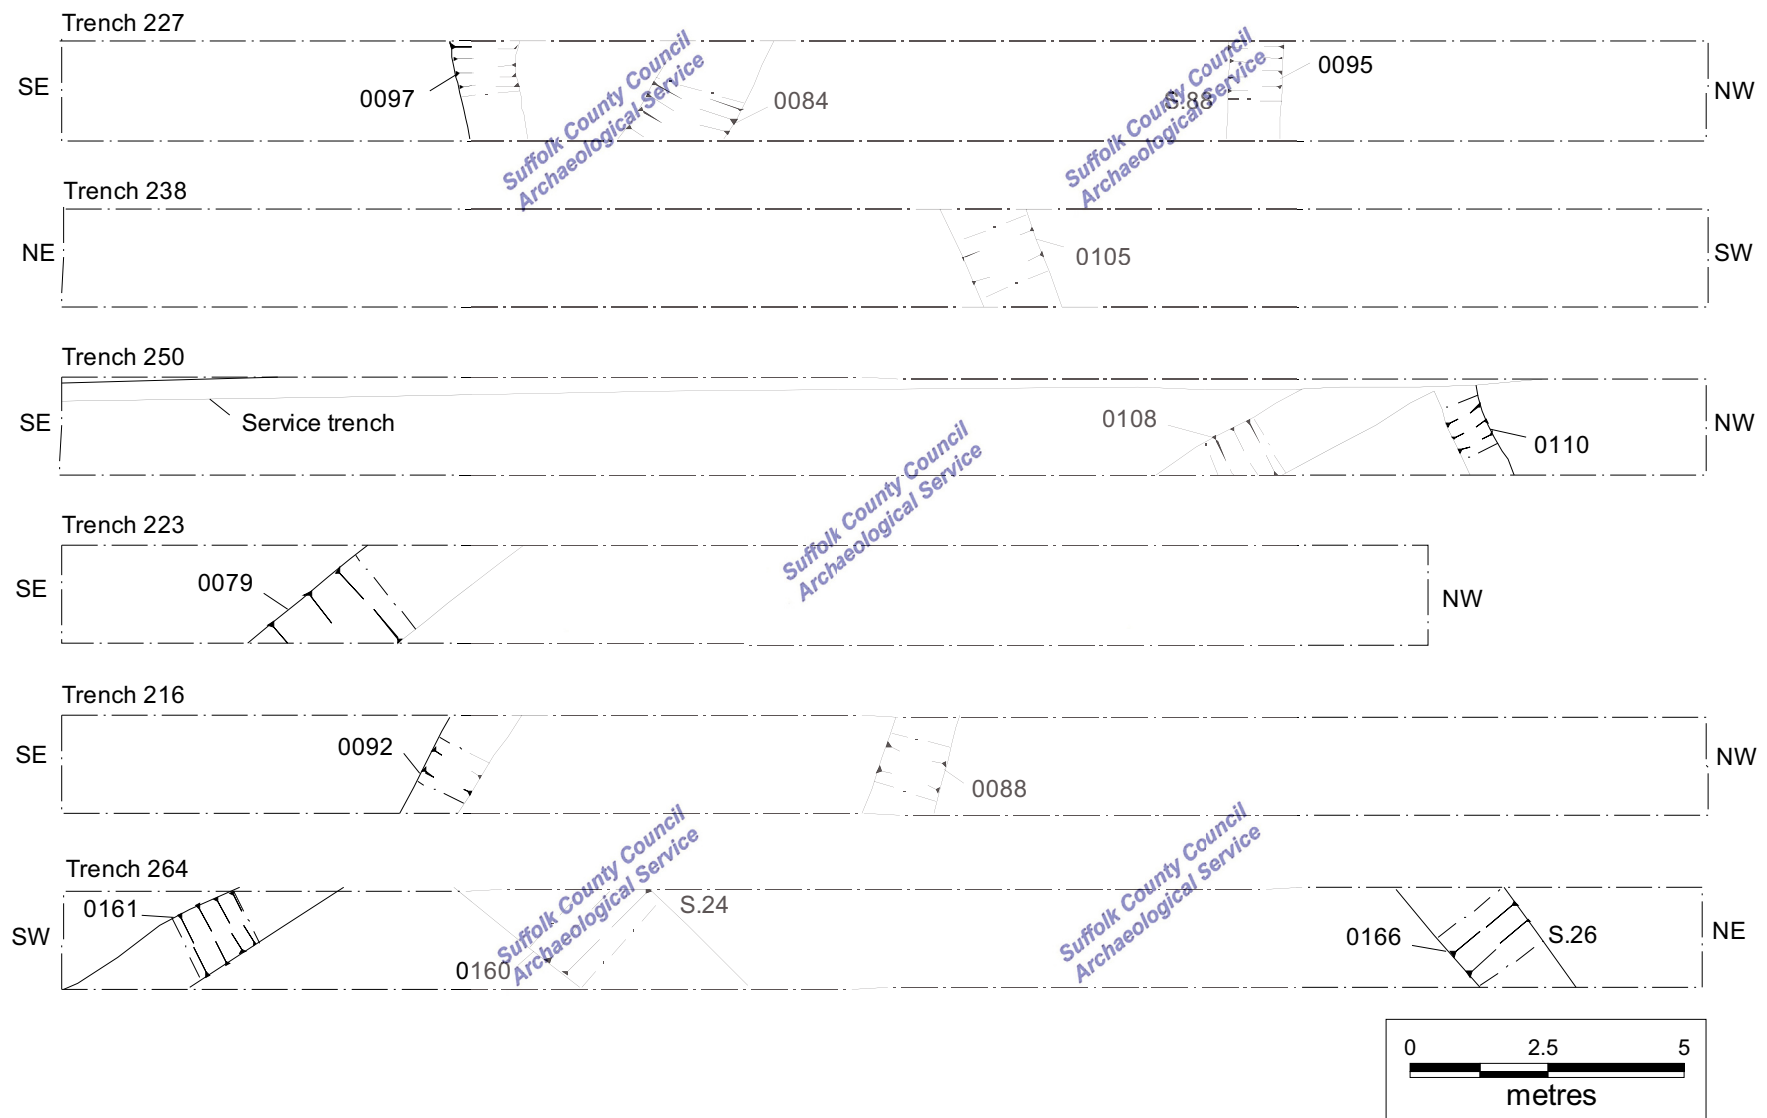 Trench 227
SE
0097
0084
S.88
0095
NW
Suffolk County Council
Archaeological Service
Suffolk County Council
Archaeological Service
Trench 238
NE
0105
SW
Trench 250
SE
Service trench
0108
0110
NW
Suffolk County Council
Archaeological Service
Trench 223
SE
0079
NW
Trench 216
SE
0092
0088
NW
Suffolk County Council
Archaeological Service
Suffolk County Council
Archaeological Service
Trench 264
SW
0161
0160
S.24
0166
S.26
NE
0 2.5 5
metres